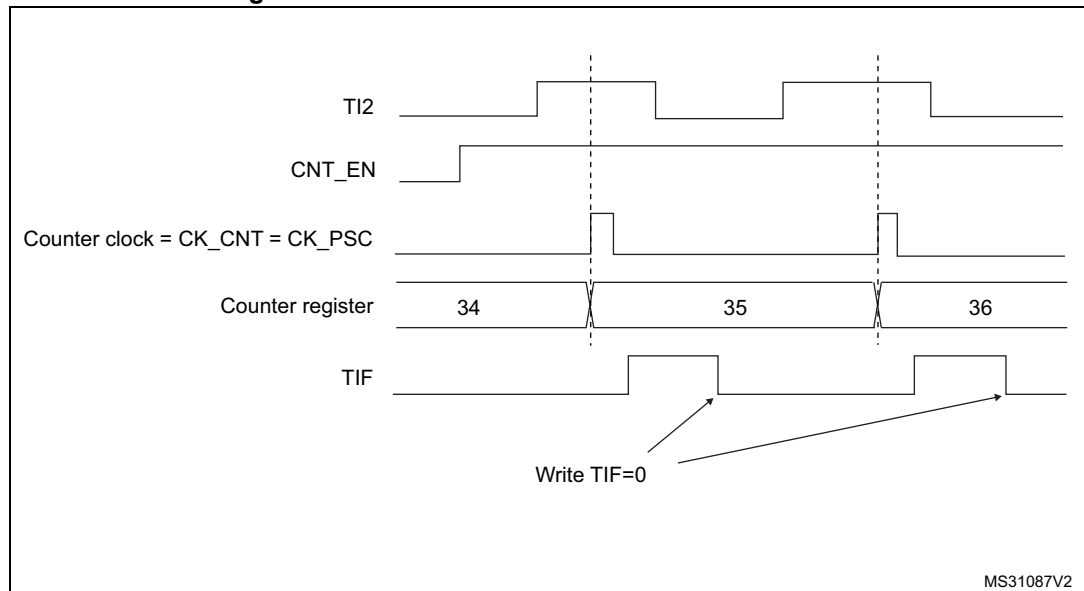 TI2
CNT_EN
Counter clock = CK_CNT = CK_PSC
Counter register 34 35 36
TIF
Write TIF=0
MS31087V2